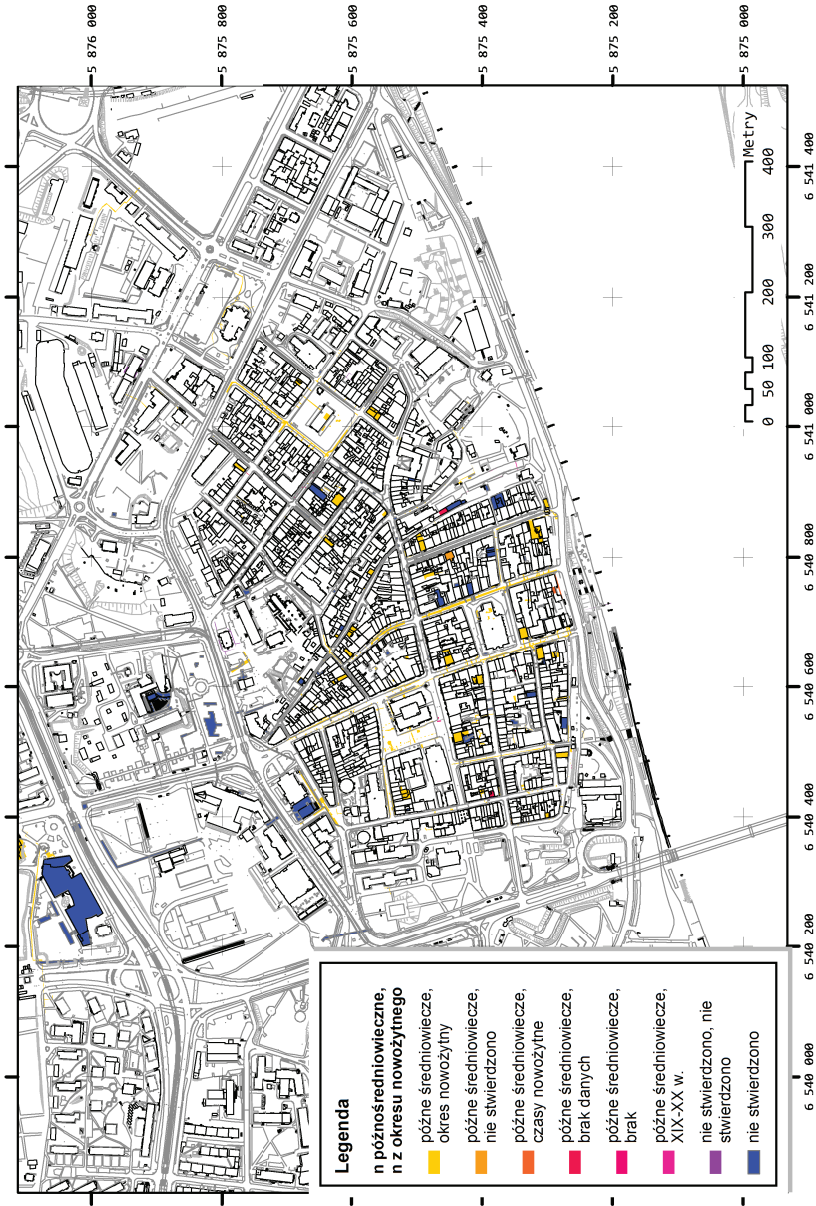 5 876 000
5 875 800
5 875 600
5 875 400
5 875 200
5 875 000
6 541 400
6 541 200
6 541 000
6 540 800
6 540 600
6 540 400
6 540 200
6 540 000
Metry
0 50 100 200 300 400
Legenda
n późnośredniowieczne,
n z okresu nowożytnego
późne średniowiecze,
okres nowożytny
późne średniowiecze,
nie stwierdzono
późne średniowiecze,
czasy nowożytne
późne średniowiecze,
brak danych
późne średniowiecze,
brak
późne średniowiecze,
XIX-XX w.
nie stwierdzono, nie
stwierdzono
nie stwierdzono